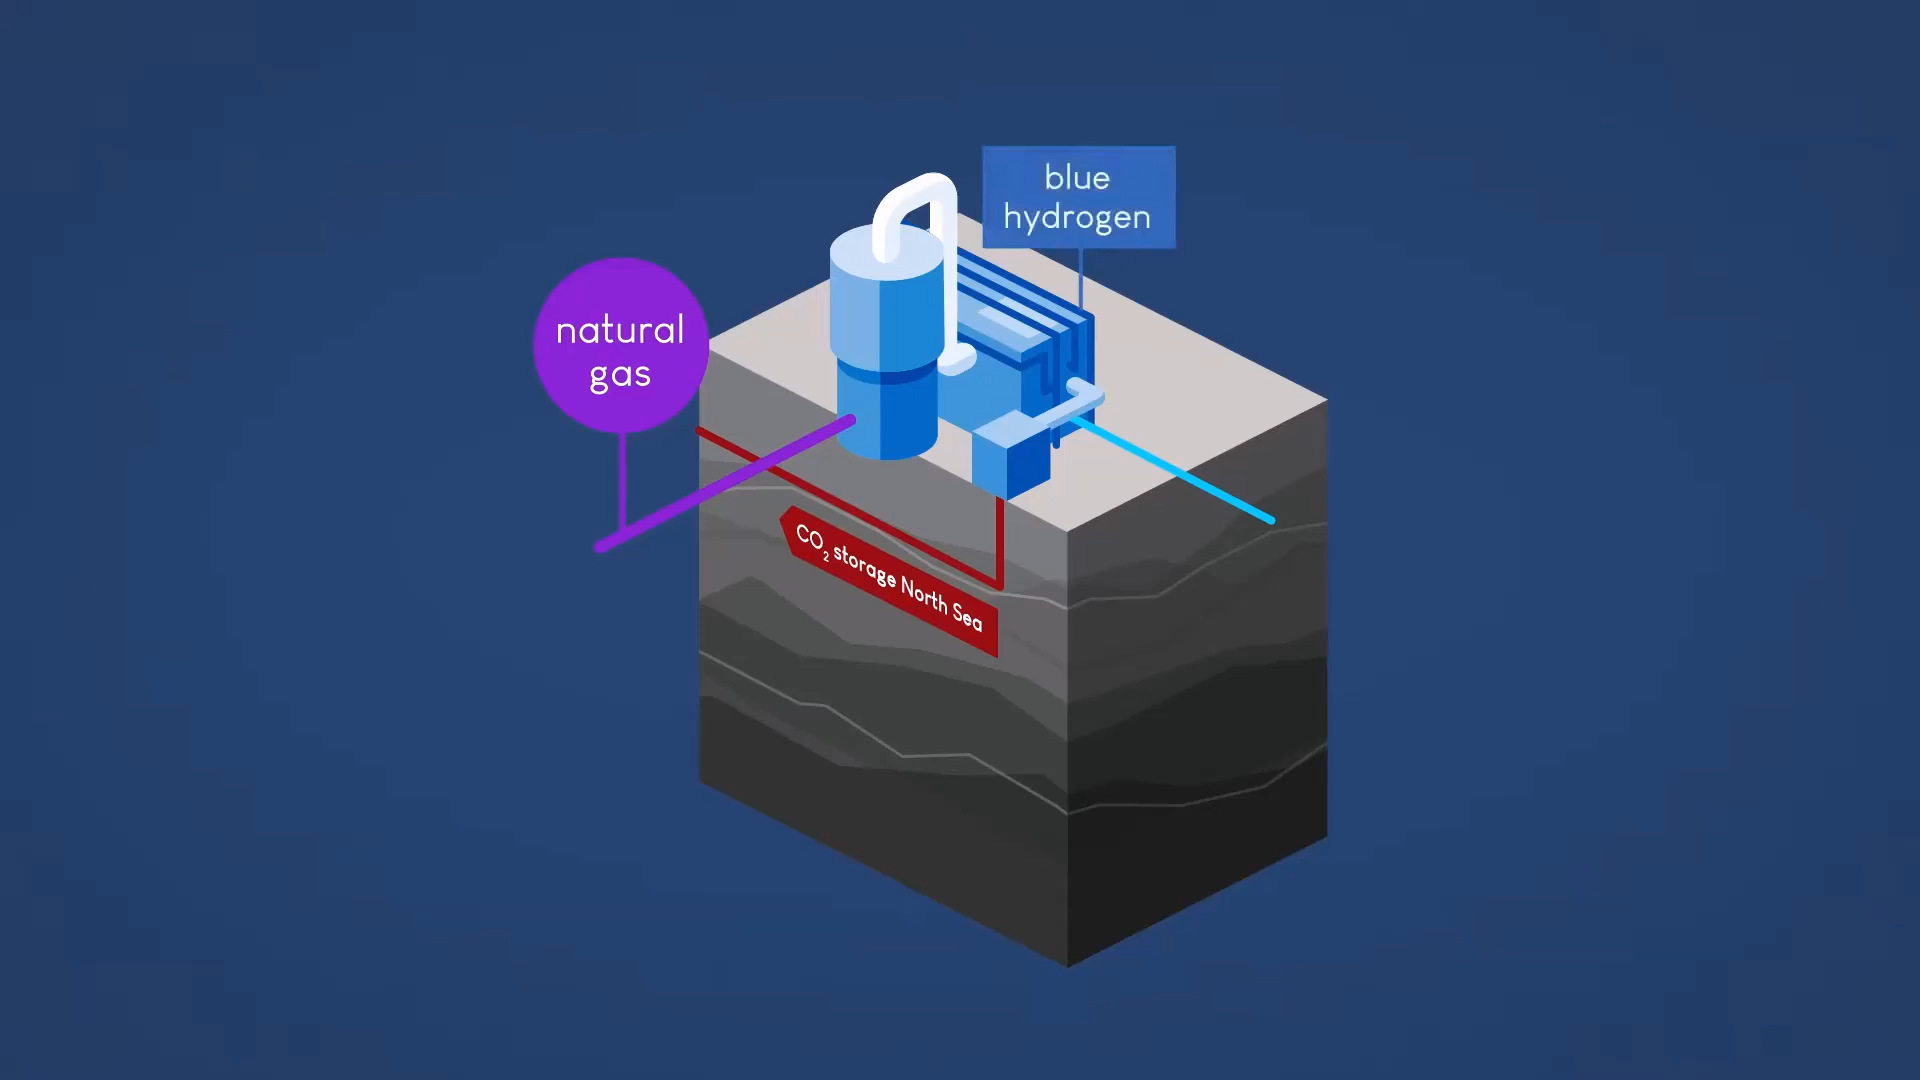 blue
hydrogen
natural
gas
CO₂ storage North Sea